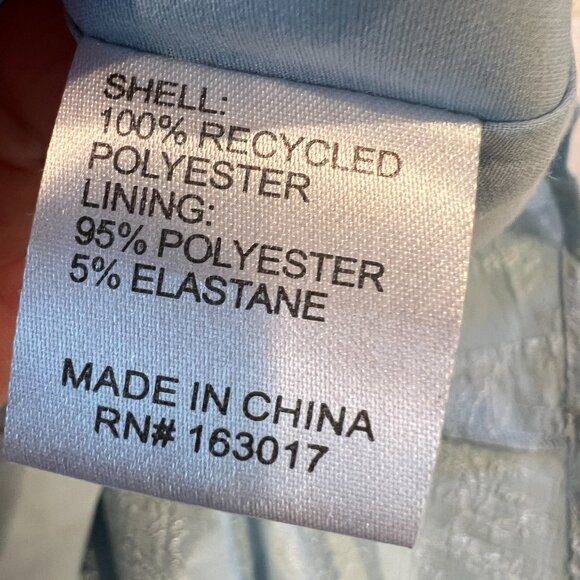 SHELL:
100% RECYCLED
POLYESTER
LINING:
95% POLYESTER
5% ELASTANE
MADE IN CHINA
RN# 163017